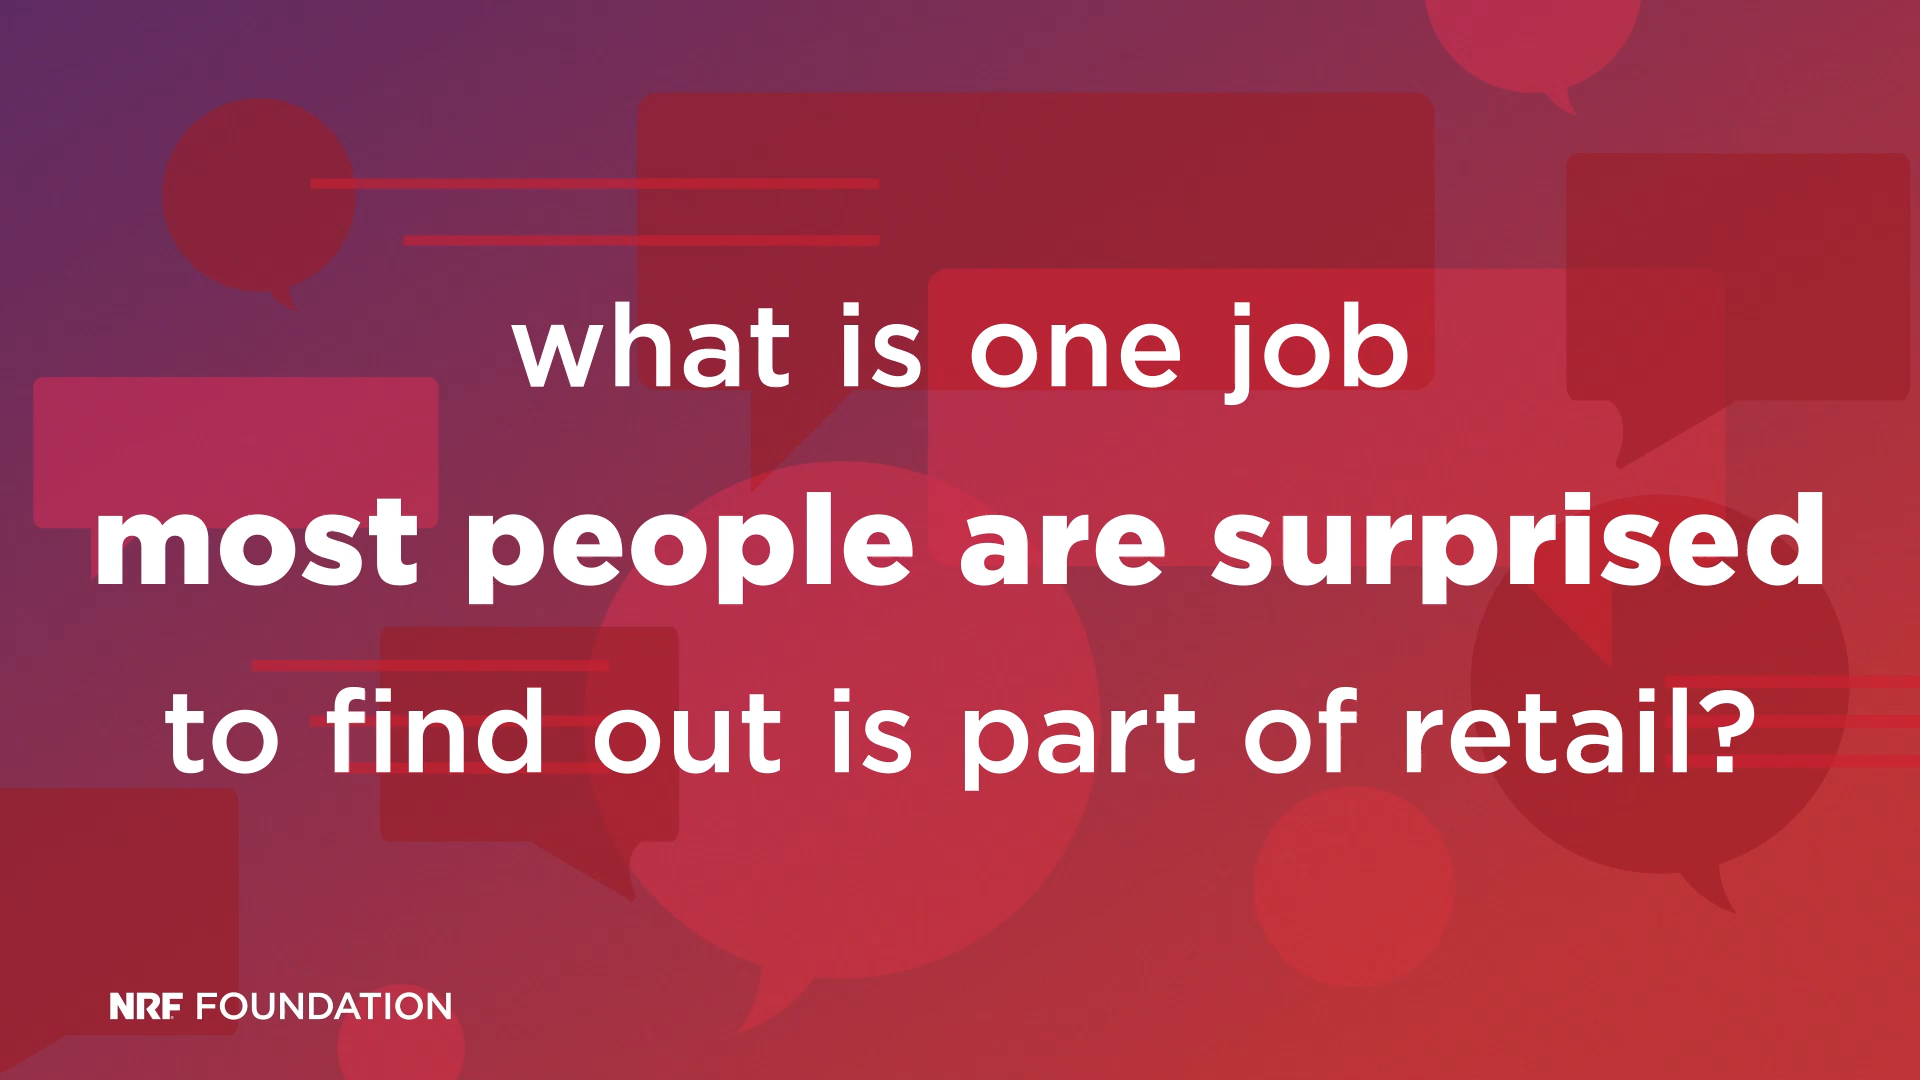 what is one job
most people are surprised
to find out is part of retail?
NRF FOUNDATION